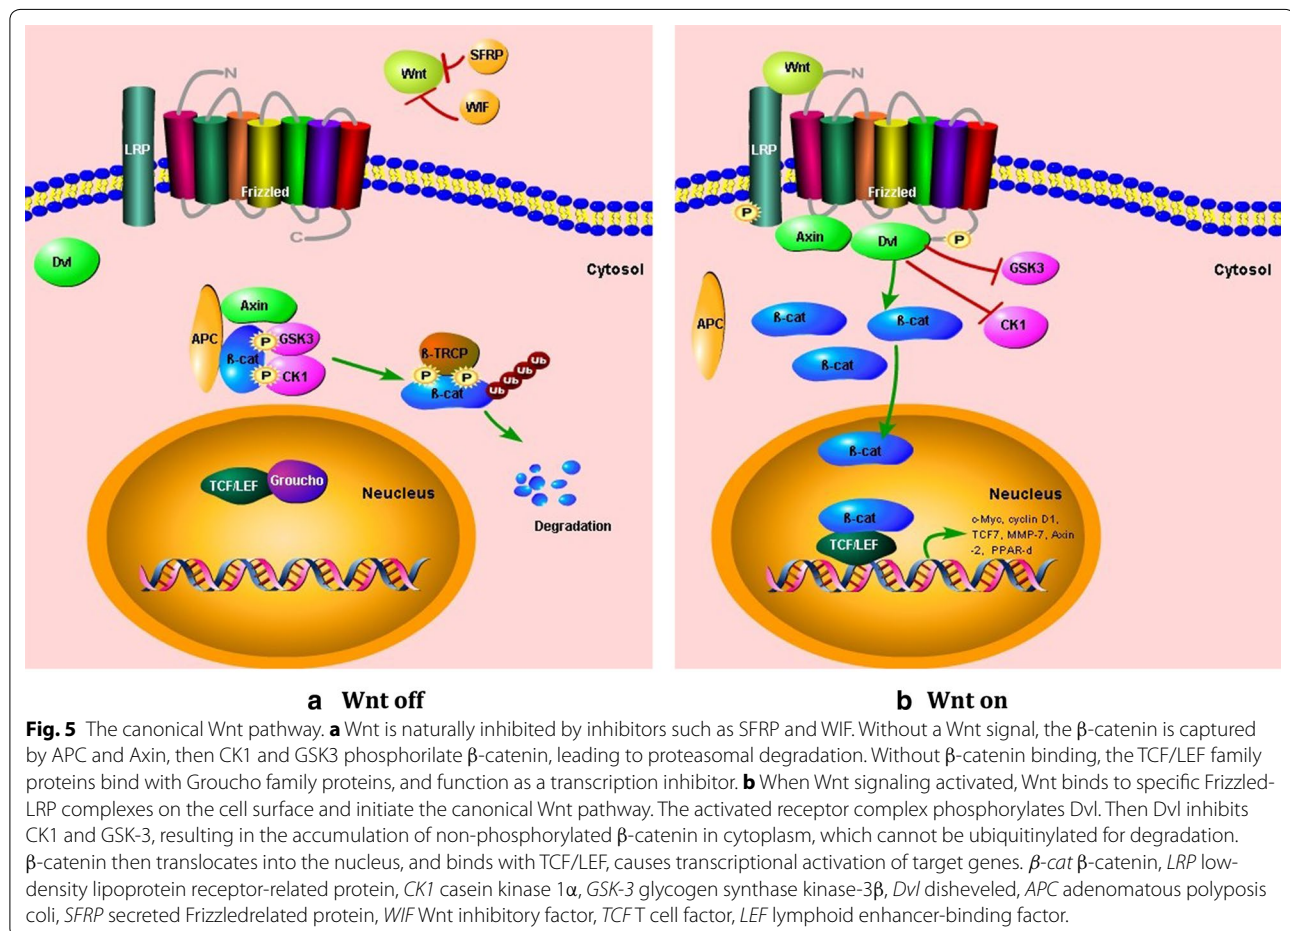 SFRP
Wnt
WIF
N
LRP
Frizzled
C
Dvl
Cytosol
Axin
APC
GSK3
P
ß-cat
P
CK1
ß-TRCP
P
P
ß-cat
Ub
Ub
Ub
Ub
TCF/LEF
Groucho
Neucleus
Degradation
Wnt
N
LRP
Frizzled
P
Axin
Dvl
P
GSK3
Cytosol
APC
ß-cat
ß-cat
CK1
ß-cat
ß-cat
Neucleus
ß-cat
TCF/LEF
c-Myc, cyclin D1,
TCF7, MMP-7, Axin
-2, PPAR-d
a Wnt off
b Wnt on
Fig. 5 The canonical Wnt pathway. a Wnt is naturally inhibited by inhibitors such as SFRP and WIF. Without a Wnt signal, the β-catenin is captured
by APC and Axin, then CK1 and GSK3 phosphorilate β-catenin, leading to proteasomal degradation. Without β-catenin binding, the TCF/LEF family
proteins bind with Groucho family proteins, and function as a transcription inhibitor. b When Wnt signaling activated, Wnt binds to specific Frizzled-
LRP complexes on the cell surface and initiate the canonical Wnt pathway. The activated receptor complex phosphorylates Dvl. Then Dvl inhibits
CK1 and GSK-3, resulting in the accumulation of non-phosphorylated β-catenin in cytoplasm, which cannot be ubiquitinylated for degradation.
β-catenin then translocates into the nucleus, and binds with TCF/LEF, causes transcriptional activation of target genes. β-cat β-catenin, LRP low-
density lipoprotein receptor-related protein, CK1 casein kinase 1α, GSK-3 glycogen synthase kinase-3β, Dvl disheveled, APC adenomatous polyposis
coli, SFRP secreted Frizzledrelated protein, WIF Wnt inhibitory factor, TCF T cell factor, LEF lymphoid enhancer-binding factor.